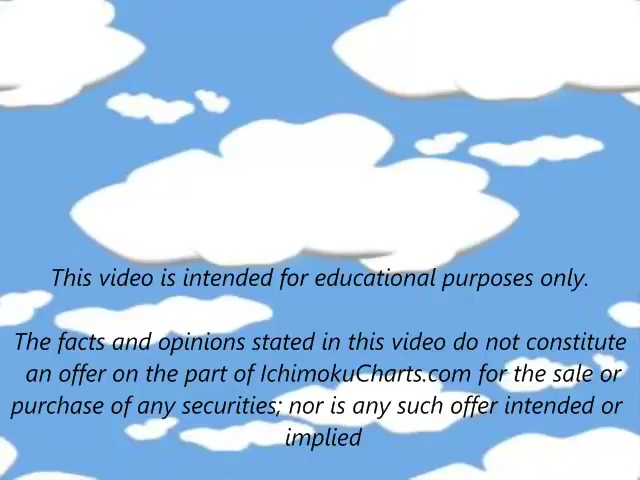 This video is intended for educational purposes only.
The facts and opinions stated in this video do not constitute
an offer on the part of IchimokuCharts.com for the sale or
purchase of any securities; nor is any such offer intended or
implied